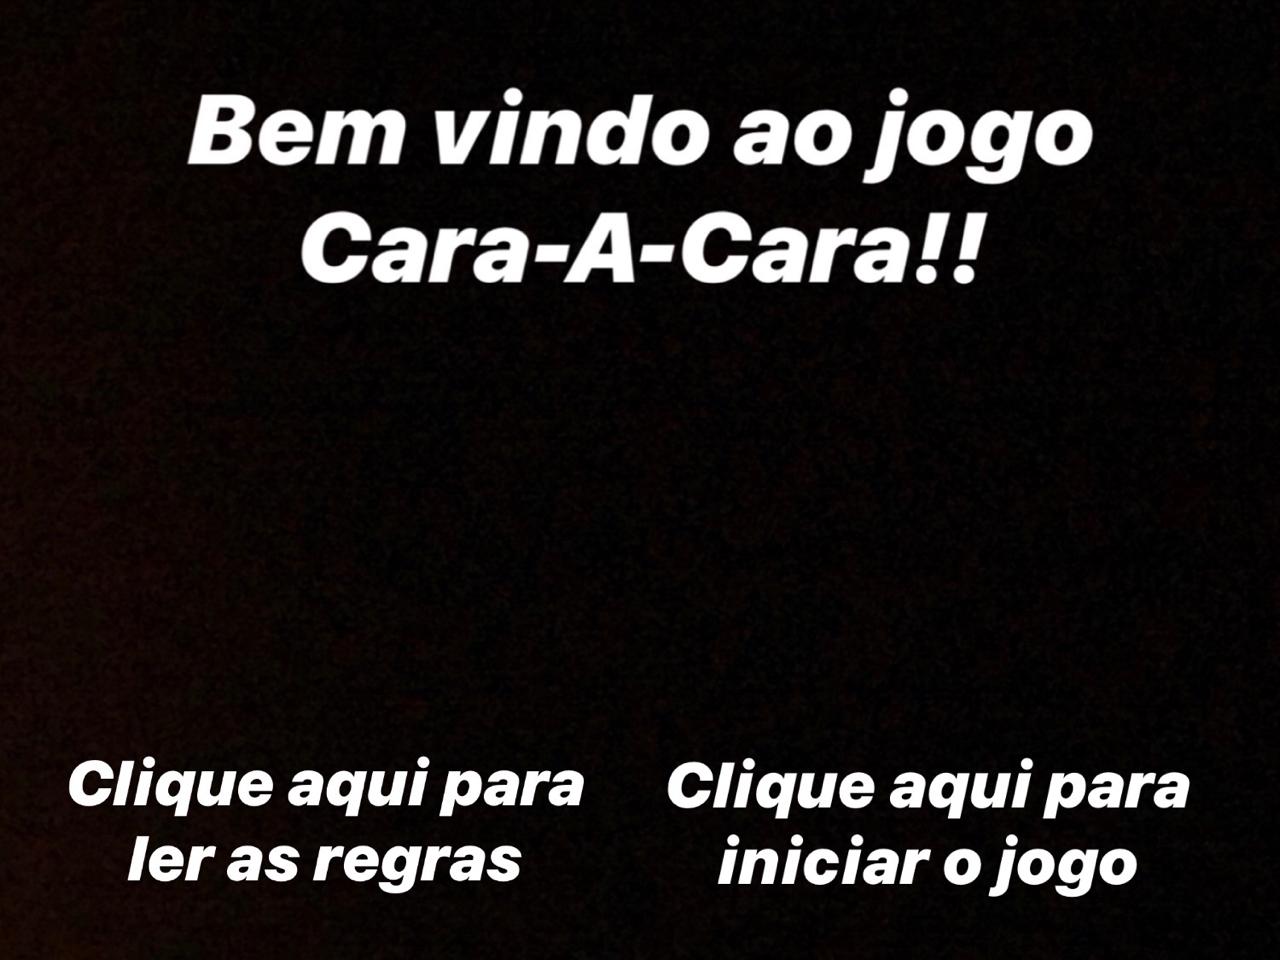 Bem vindo ao jogo
Cara-A-Cara!!
Clique aqui para
ler as regras
Clique aqui para
iniciar o jogo